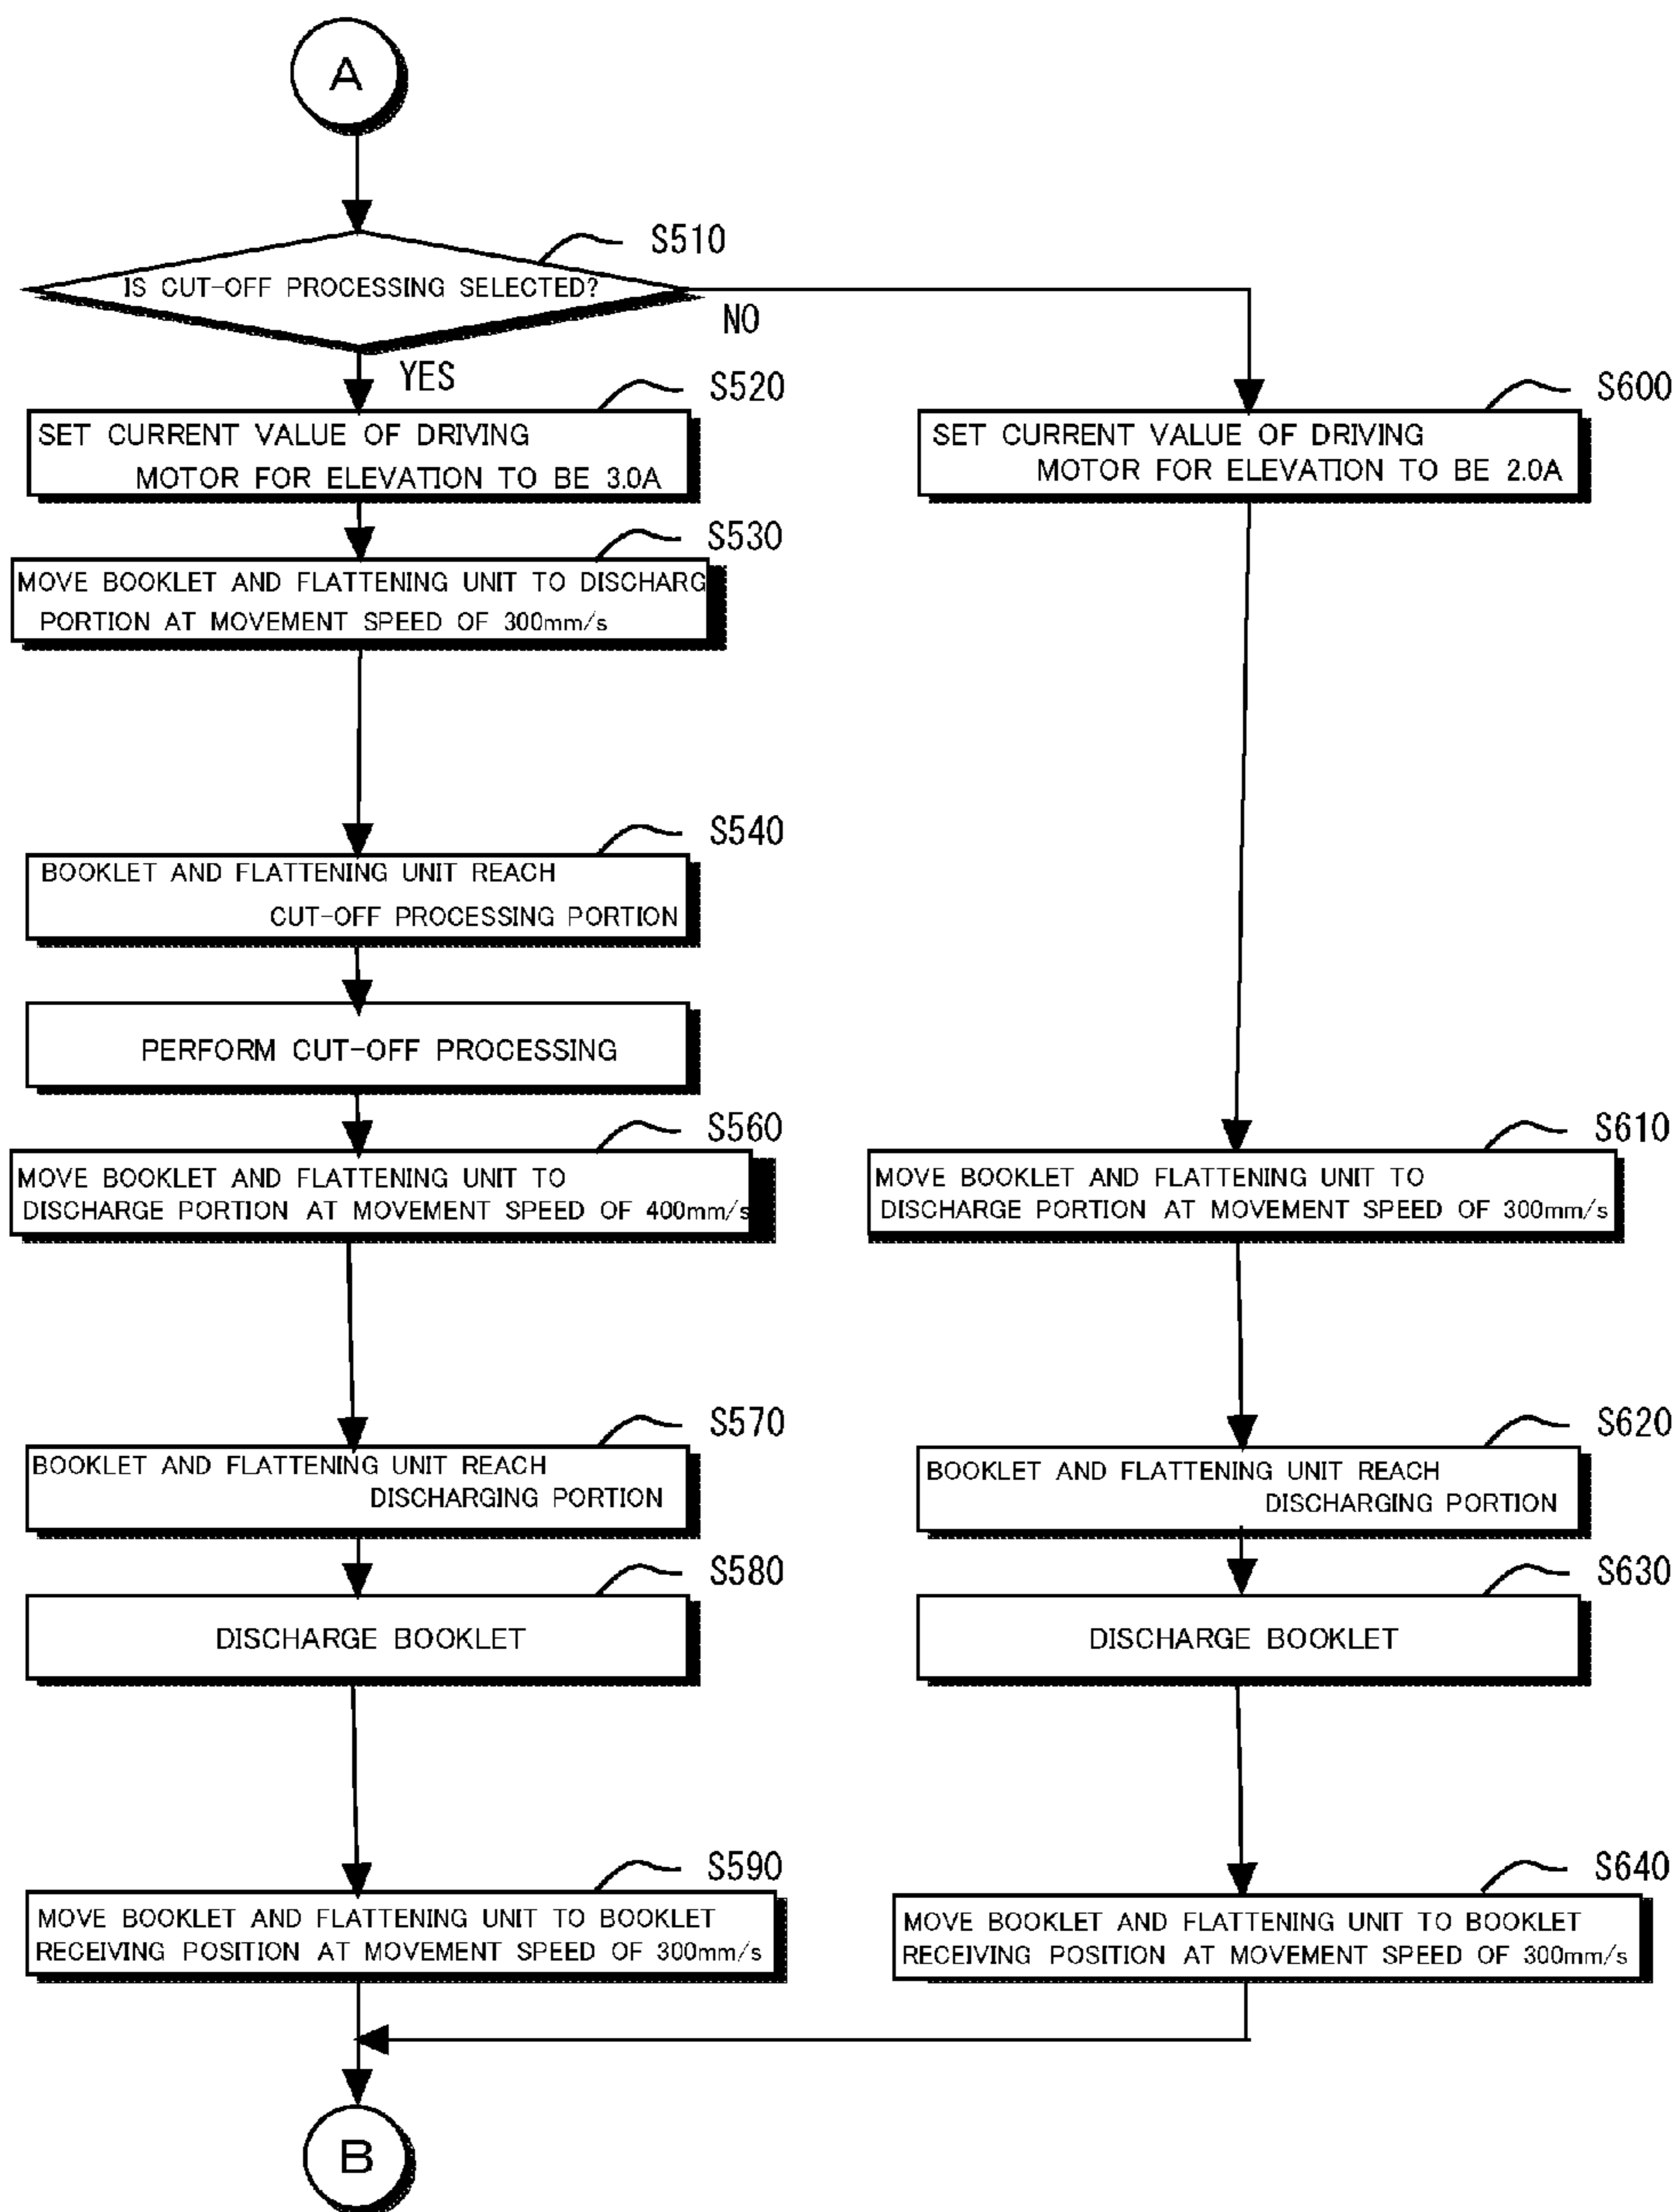 A
S510
IS CUT-OFF PROCESSING SELECTED?
NO
YES
S520
SET CURRENT VALUE OF DRIVING
MOTOR FOR ELEVATION TO BE 3.0A
S530
MOVE BOOKLET AND FLATTENING UNIT TO DISCHARG
PORTION AT MOVEMENT SPEED OF 300mm/s
S540
BOOKLET AND FLATTENING UNIT REACH
CUT-OFF PROCESSING PORTION
PERFORM CUT-OFF PROCESSING
S560
MOVE BOOKLET AND FLATTENING UNIT TO
DISCHARGE PORTION AT MOVEMENT SPEED OF 400mm/s
S570
BOOKLET AND FLATTENING UNIT REACH
DISCHARGING PORTION
S580
DISCHARGE BOOKLET
S590
MOVE BOOKLET AND FLATTENING UNIT TO BOOKLET
RECEIVING POSITION AT MOVEMENT SPEED OF 300mm/s
S600
SET CURRENT VALUE OF DRIVING
MOTOR FOR ELEVATION TO BE 2.0A
S610
MOVE BOOKLET AND FLATTENING UNIT TO
DISCHARGE PORTION AT MOVEMENT SPEED OF 300mm/s
S620
BOOKLET AND FLATTENING UNIT REACH
DISCHARGING PORTION
S630
DISCHARGE BOOKLET
S640
MOVE BOOKLET AND FLATTENING UNIT TO BOOKLET
RECEIVING POSITION AT MOVEMENT SPEED OF 300mm/s
B